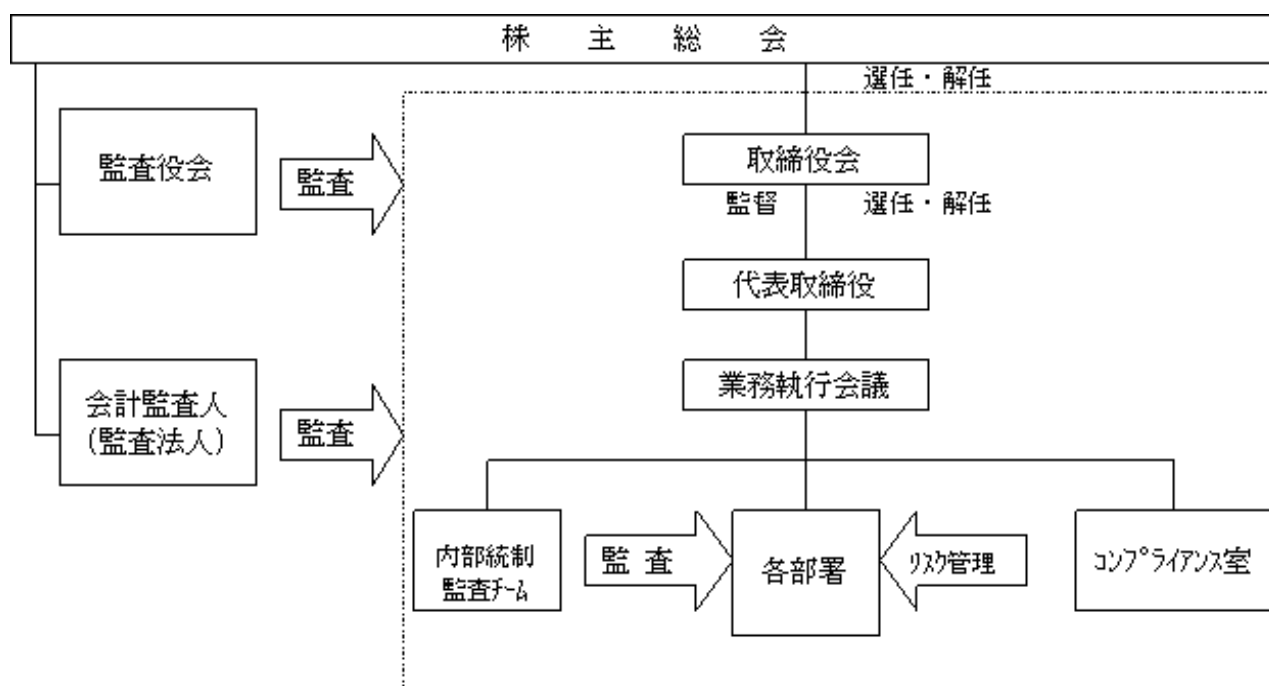 株主総会
選任・解任
監査役会
監査
取締役会
監督
選任・解任
代表取締役
業務執行会議
会計監査人
（監査法人）
監査
内部統制
監査ﾁｰﾑ
監査
各部署
ﾘｽｸ管理
ｺﾝﾌﾟﾗｲｱﾝｽ室